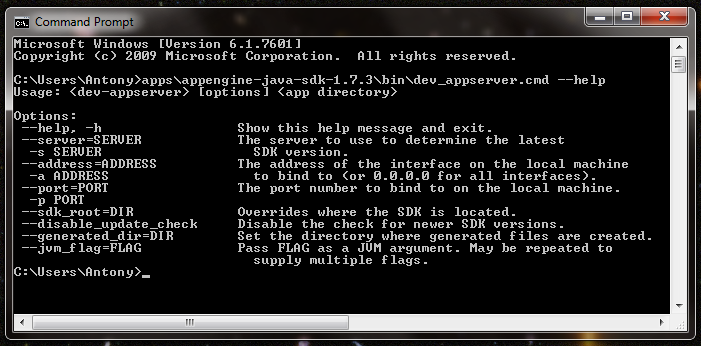 Command Prompt
Microsoft Windows [Version 6.1.7601]
Copyright (c) 2009 Microsoft Corporation.  All rights reserved.

C:\Users\Antony>apps\appengine-java-sdk-1.7.3\bin\dev_appserver.cmd --help
Usage: <dev-appserver> [options] <app directory>

Options:
 --help, -h                 Show this help message and exit.
 --server=SERVER            The server to use to determine the latest
  -s SERVER                   SDK version.
 --address=ADDRESS          The address of the interface on the local machine
  -a ADDRESS                  to bind to (or 0.0.0.0 for all interfaces).
 --port=PORT                The port number to bind to on the local machine.
  -p PORT
 --sdk_root=DIR             Overrides where the SDK is located.
 --disable_update_check     Disable the check for newer SDK versions.
 --generated_dir=DIR        Set the directory where generated files are created.
 --jvm_flag=FLAG            Pass FLAG as a JVM argument. May be repeated to
                              supply multiple flags.
C:\Users\Antony>_